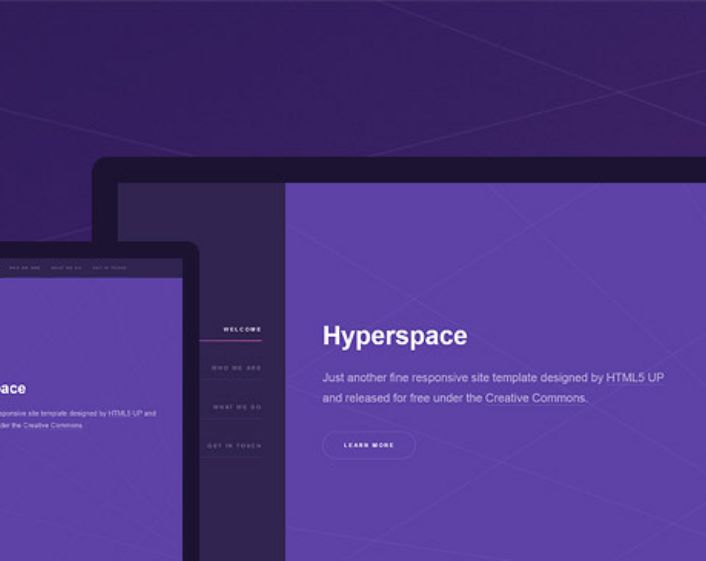 WHO WE ARE WHAT WE DO GET IN TOUCH
ace
sponsive site template designed by HTML5 UP and
der the Creative Commons
WELCOME
WHO WE ARE
WHAT WE DO
GET IN TOUCH
Hyperspace
Just another fine responsive site template designed by HTML5 UP
and released for free under the Creative Commons.
LEARN MORE